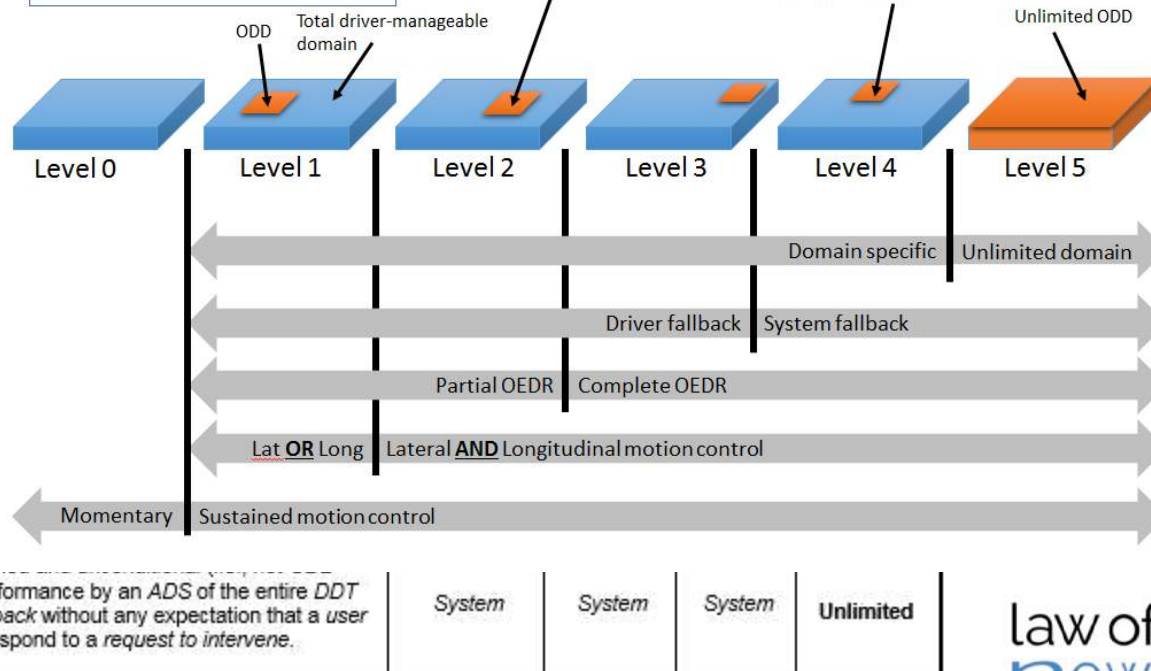 Total driver-manageable
domain
ODD
Unlimited ODD
Level 0
Level 1
Level 2
Level 3
Level 4
Level 5
Domain specific
Unlimited domain
Driver fallback
System fallback
Partial OEDR
Complete OEDR
Lat OR Long
Lateral AND Longitudinal motion control
Momentary
Sustained motion control
formance by an ADS of the entire DDT
back without any expectation that a user
spond to a request to intervene.
System
System
System
Unlimited
law of